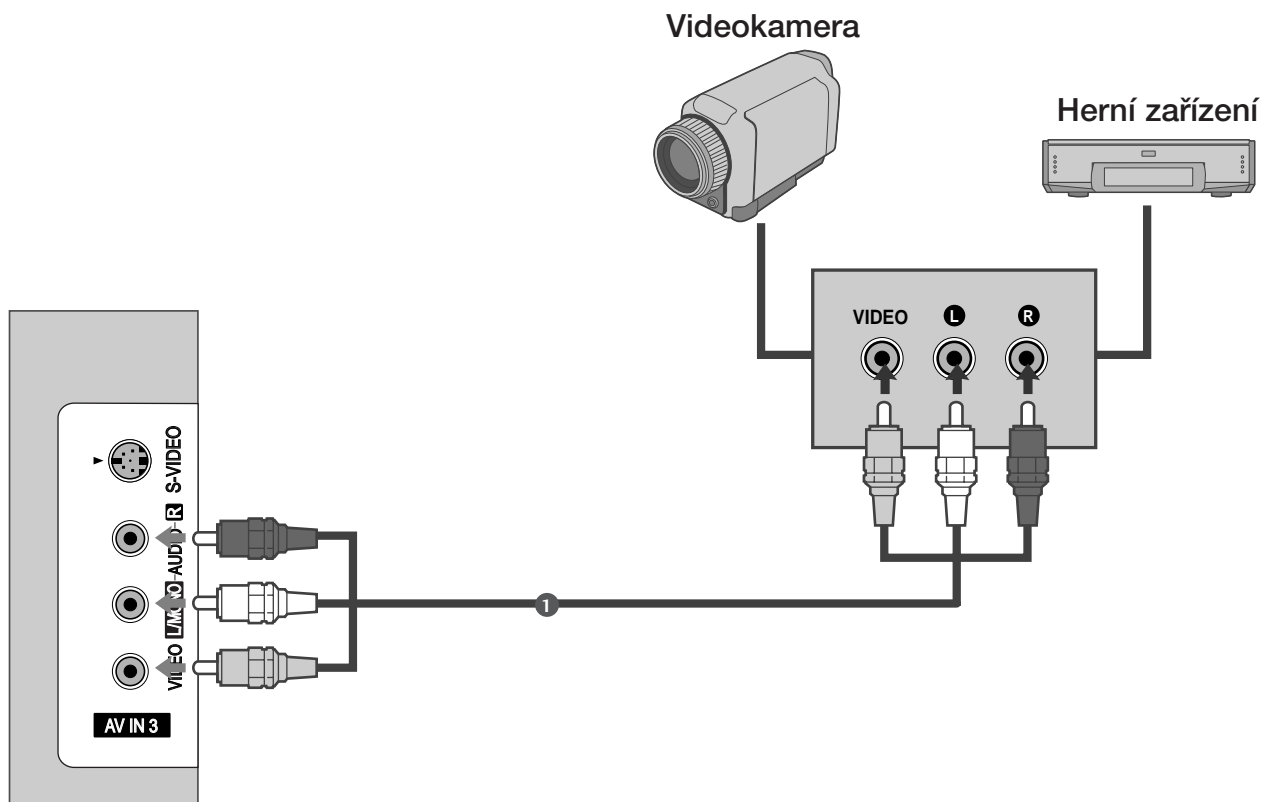 Videokamera
Herní zařízení
VIDEO L R
S-VIDEO
AUDIO R
L/MONO
VIDEO
AV IN 3
1